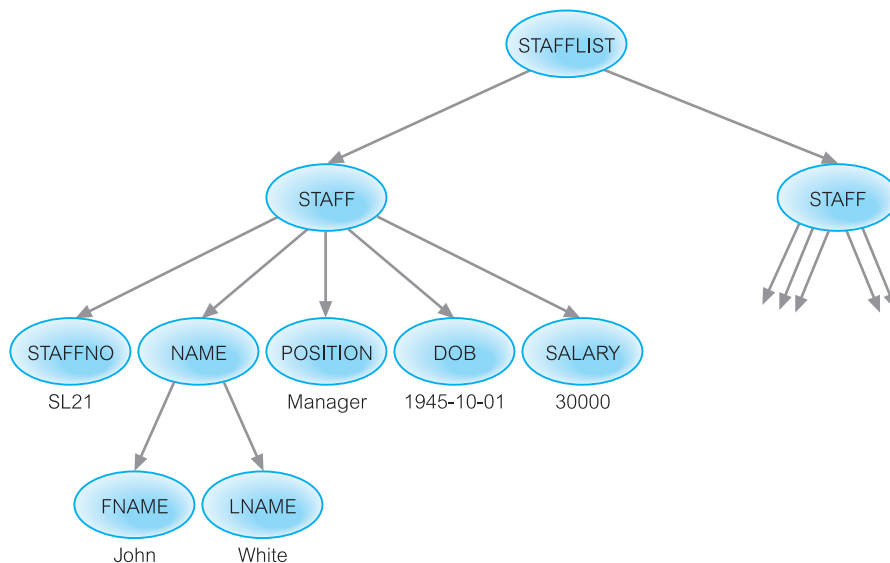 STAFFLIST
STAFF
STAFF
STAFFNO
NAME
POSITION
DOB
SALARY
SL21
Manager
1945-10-01
30000
FNAME
LNAME
John
White